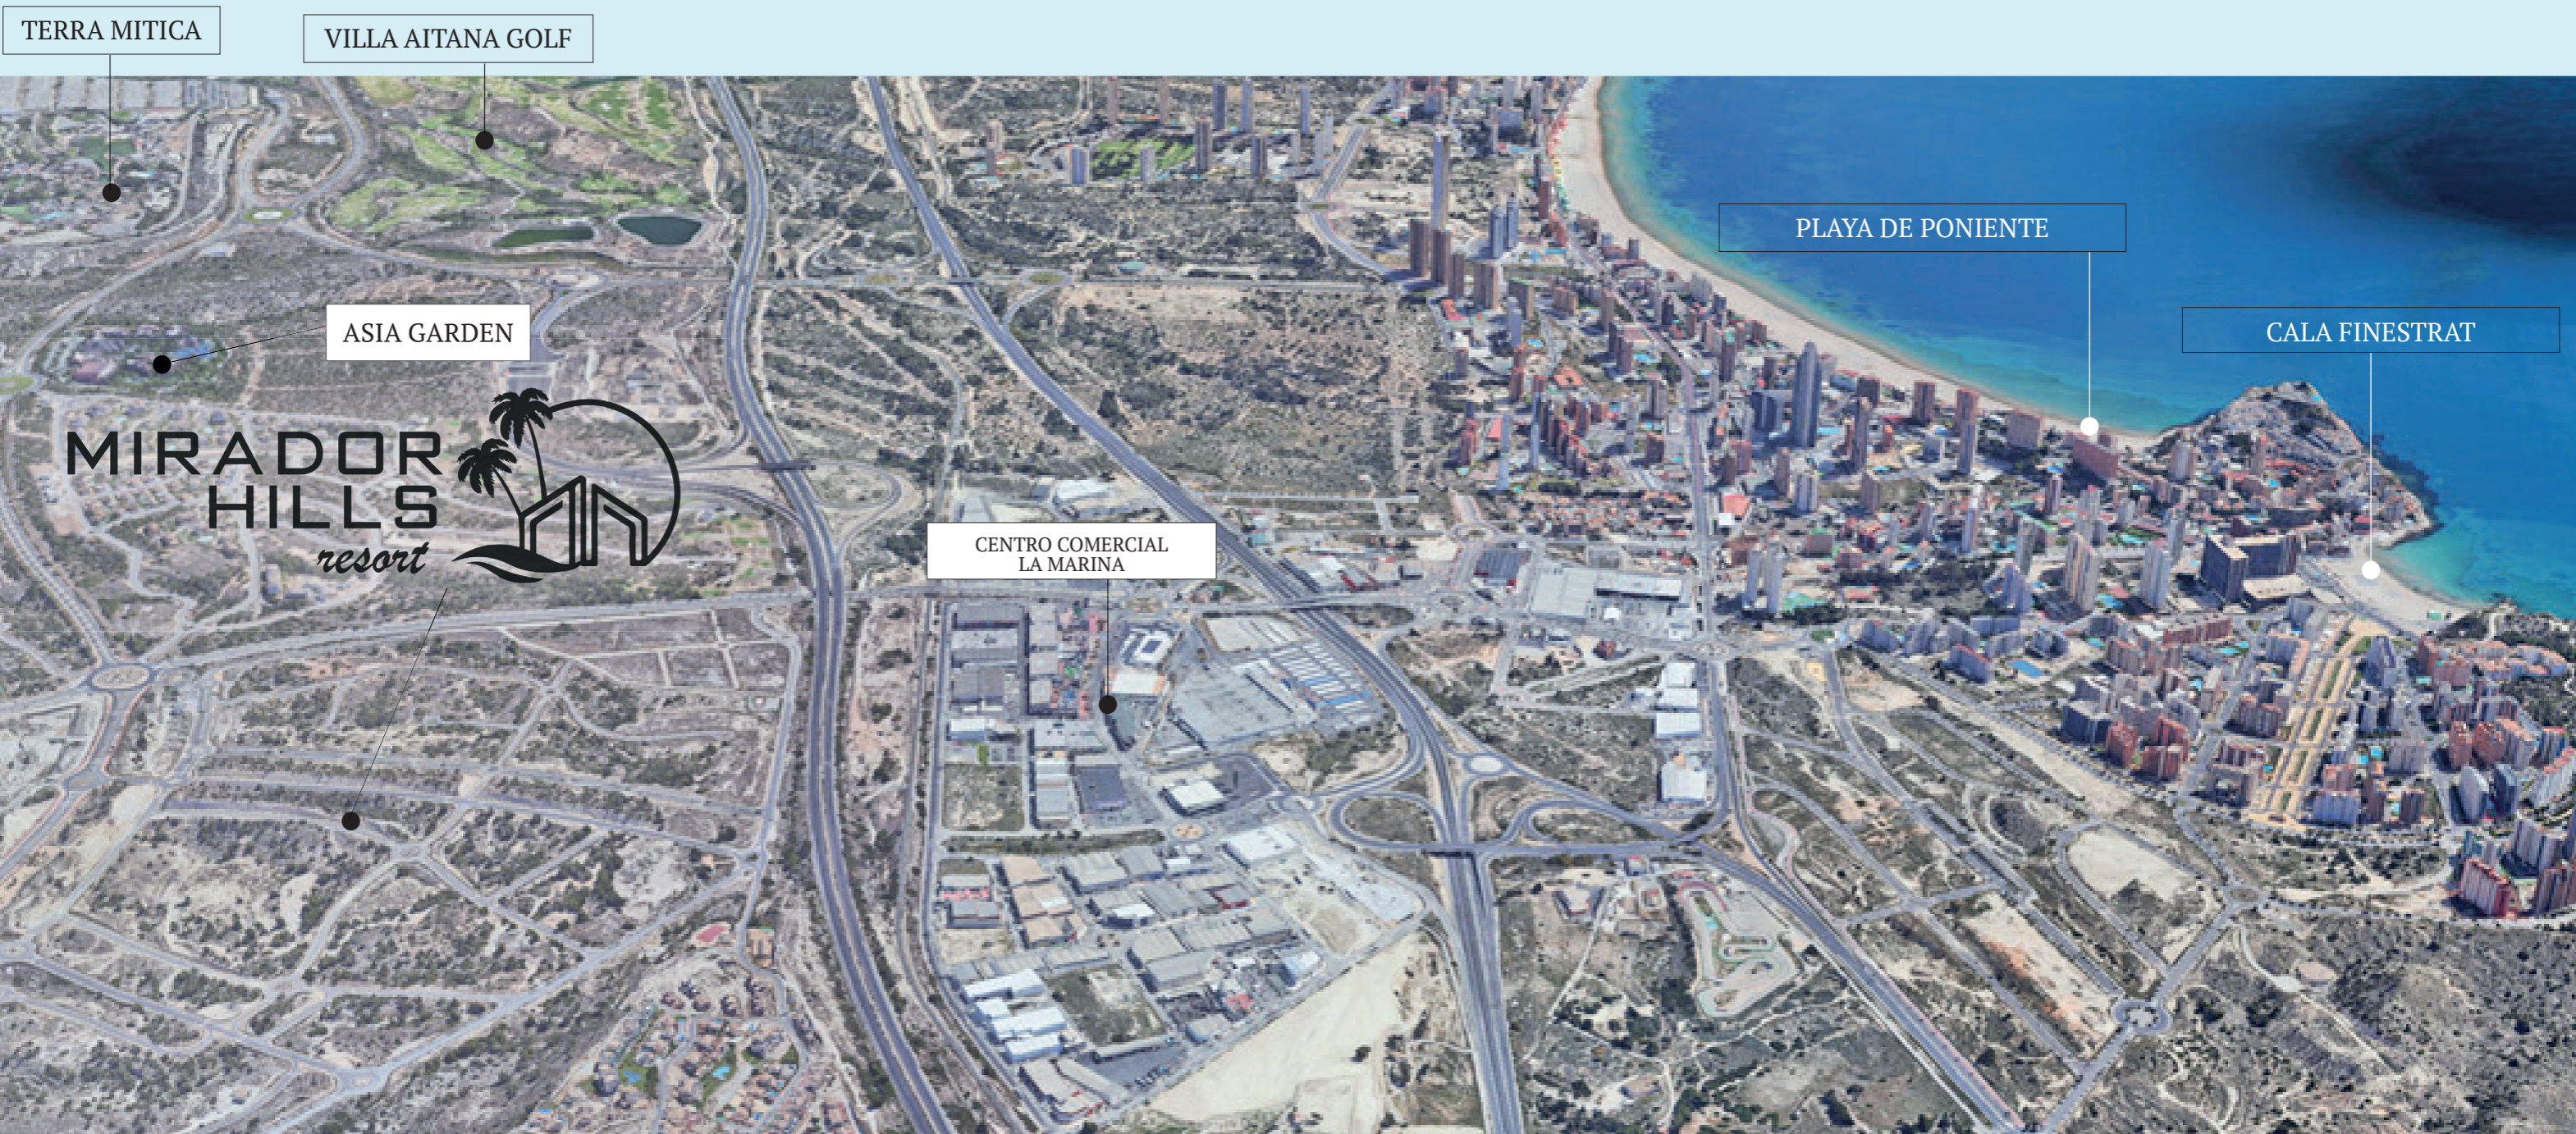 TERRA MITICA
VILLA AITANA GOLF
PLAYA DE PONIENTE
CALA FINESTRAT
ASIA GARDEN
MIRADOR
HILLS
resort
CENTRO COMERCIAL
LA MARINA